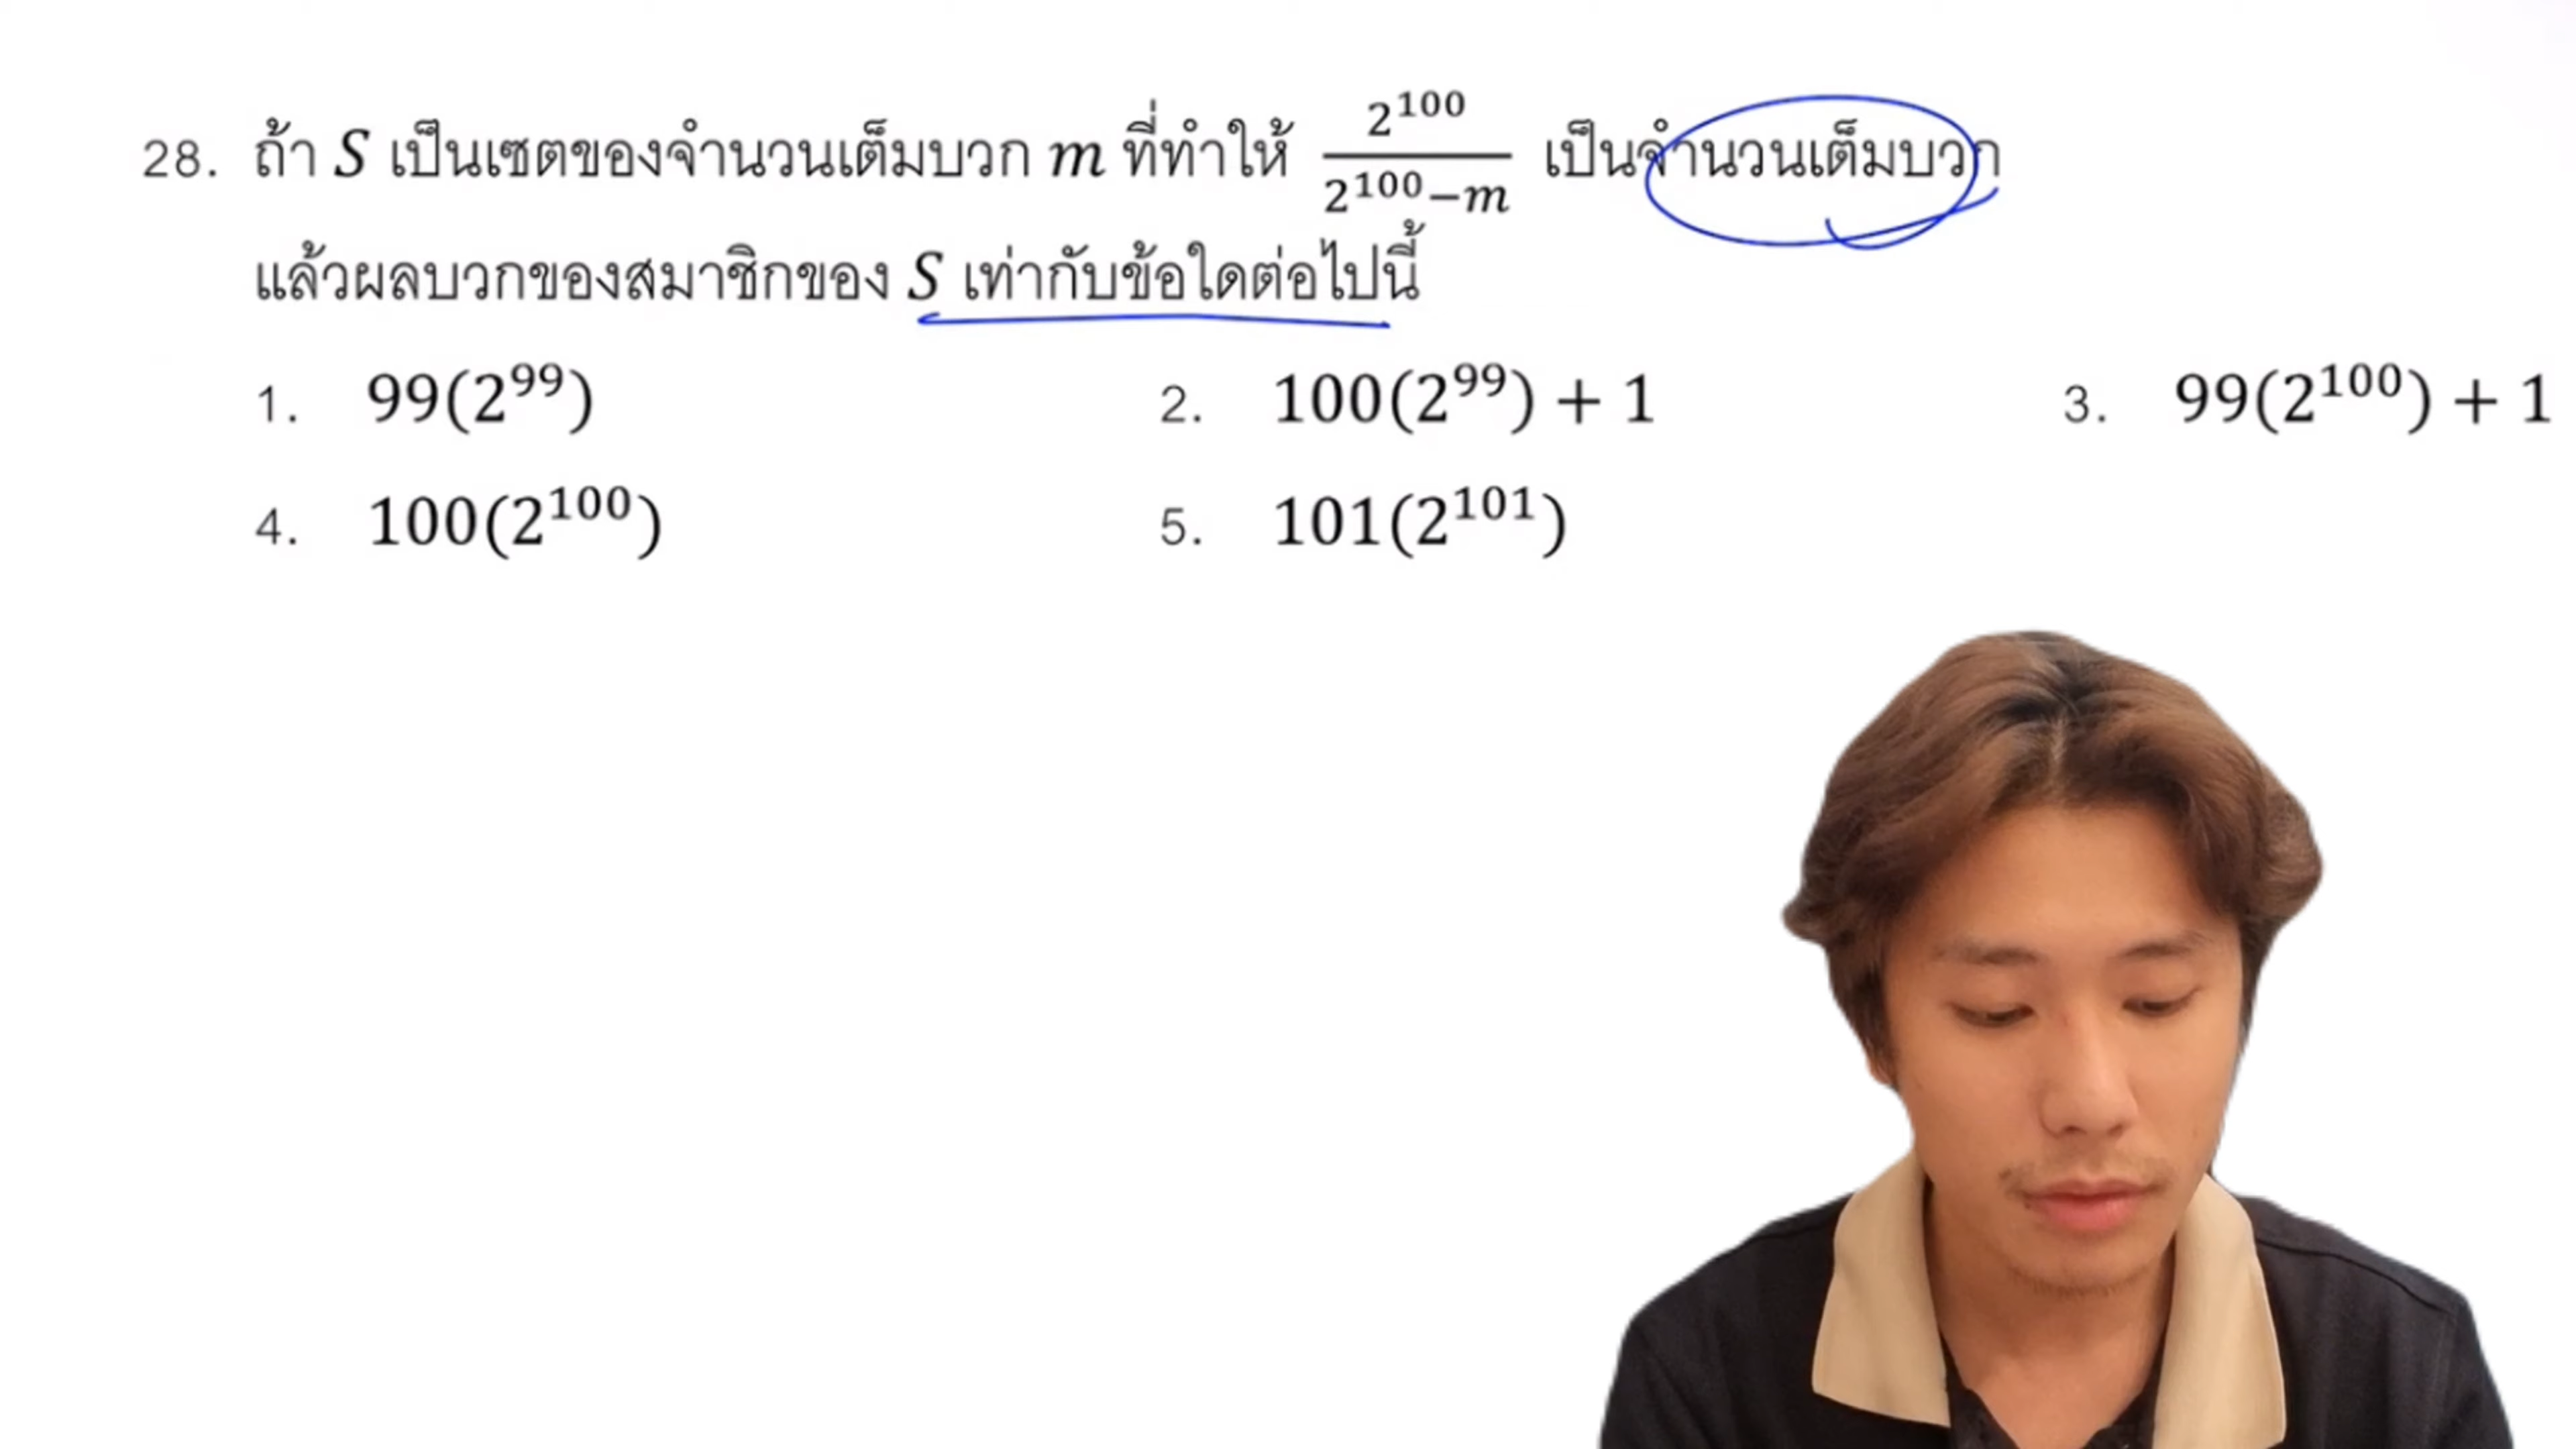 28. ถ้า S เป็นเซตของจำนวนเต็มบวก m ที่ทำให้ \frac{2^{100}}{2^{100}-m} เป็นจำนวนเต็มบวก
แล้วผลบวกของสมาชิกของ S เท่ากับข้อใดต่อไปนี้
1. 99(2^{99}) 2. 100(2^{99}) + 1 3. 99(2^{100}) + 1
4. 100(2^{100}) 5. 101(2^{101})